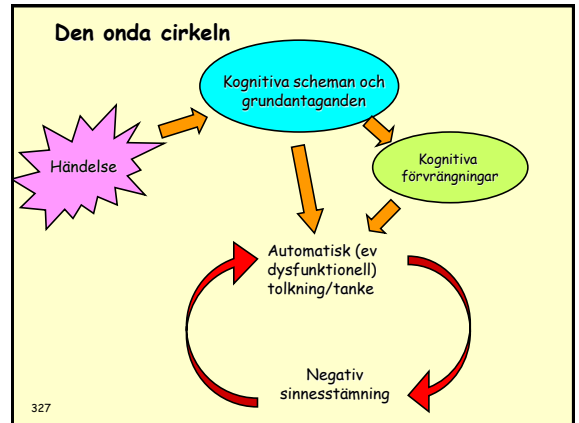 Den onda cirkeln
Kognitiva scheman och
grundantaganden
Händelse
Kognitiva
förvrängningar
Automatisk (ev
dysfunktionell)
tolkning/tanke
Negativ
sinnesstämning
327